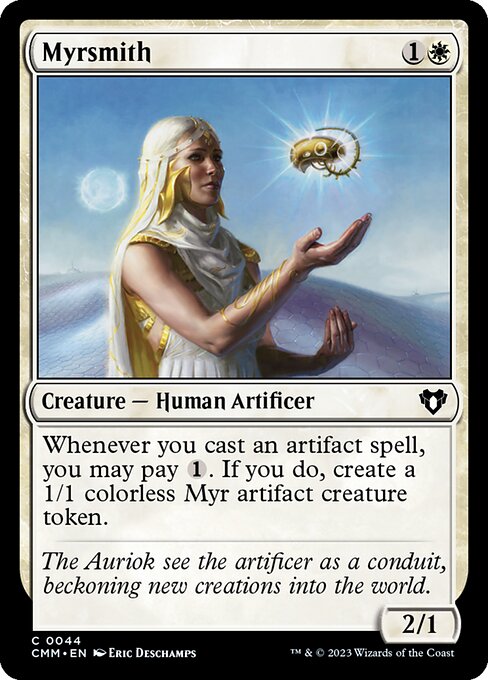 Myrsmith 1
Creature — Human Artificer
Whenever you cast an artifact spell,
you may pay 1. If you do, create a
1/1 colorless Myr artifact creature
token.
The Auriok see the artificer as a conduit,
beckoning new creations into the world.
2/1
C 0044
CMM • EN Eric Deschamps
™ & © 2023 Wizards of the Coast